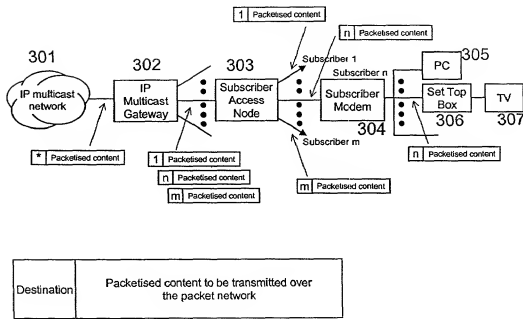 1 Packetised content
n Packetised content
301
302
303
Subscriber 1
305
PC
IP multicast
network
IP
Multicast
Gateway
Subscriber
Access
Node
Subscriber n
Subscriber
Modem
304
Set Top
Box
306
TV
307
Subscriber m
* Packetised content
1 Packetised content
n Packetised content
m Packetised content
m Packetised content
n Packetised content
Destination
Packetised content to be transmitted over
the packet network